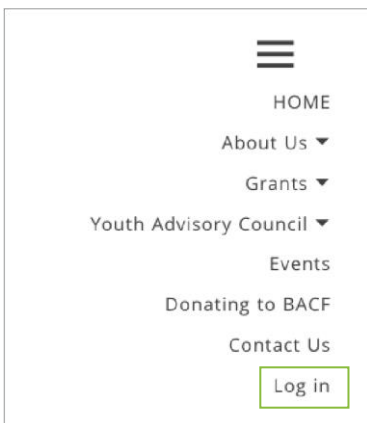 HOME
About Us
Grants
Youth Advisory Council
Events
Donating to BACF
Contact Us
Log in